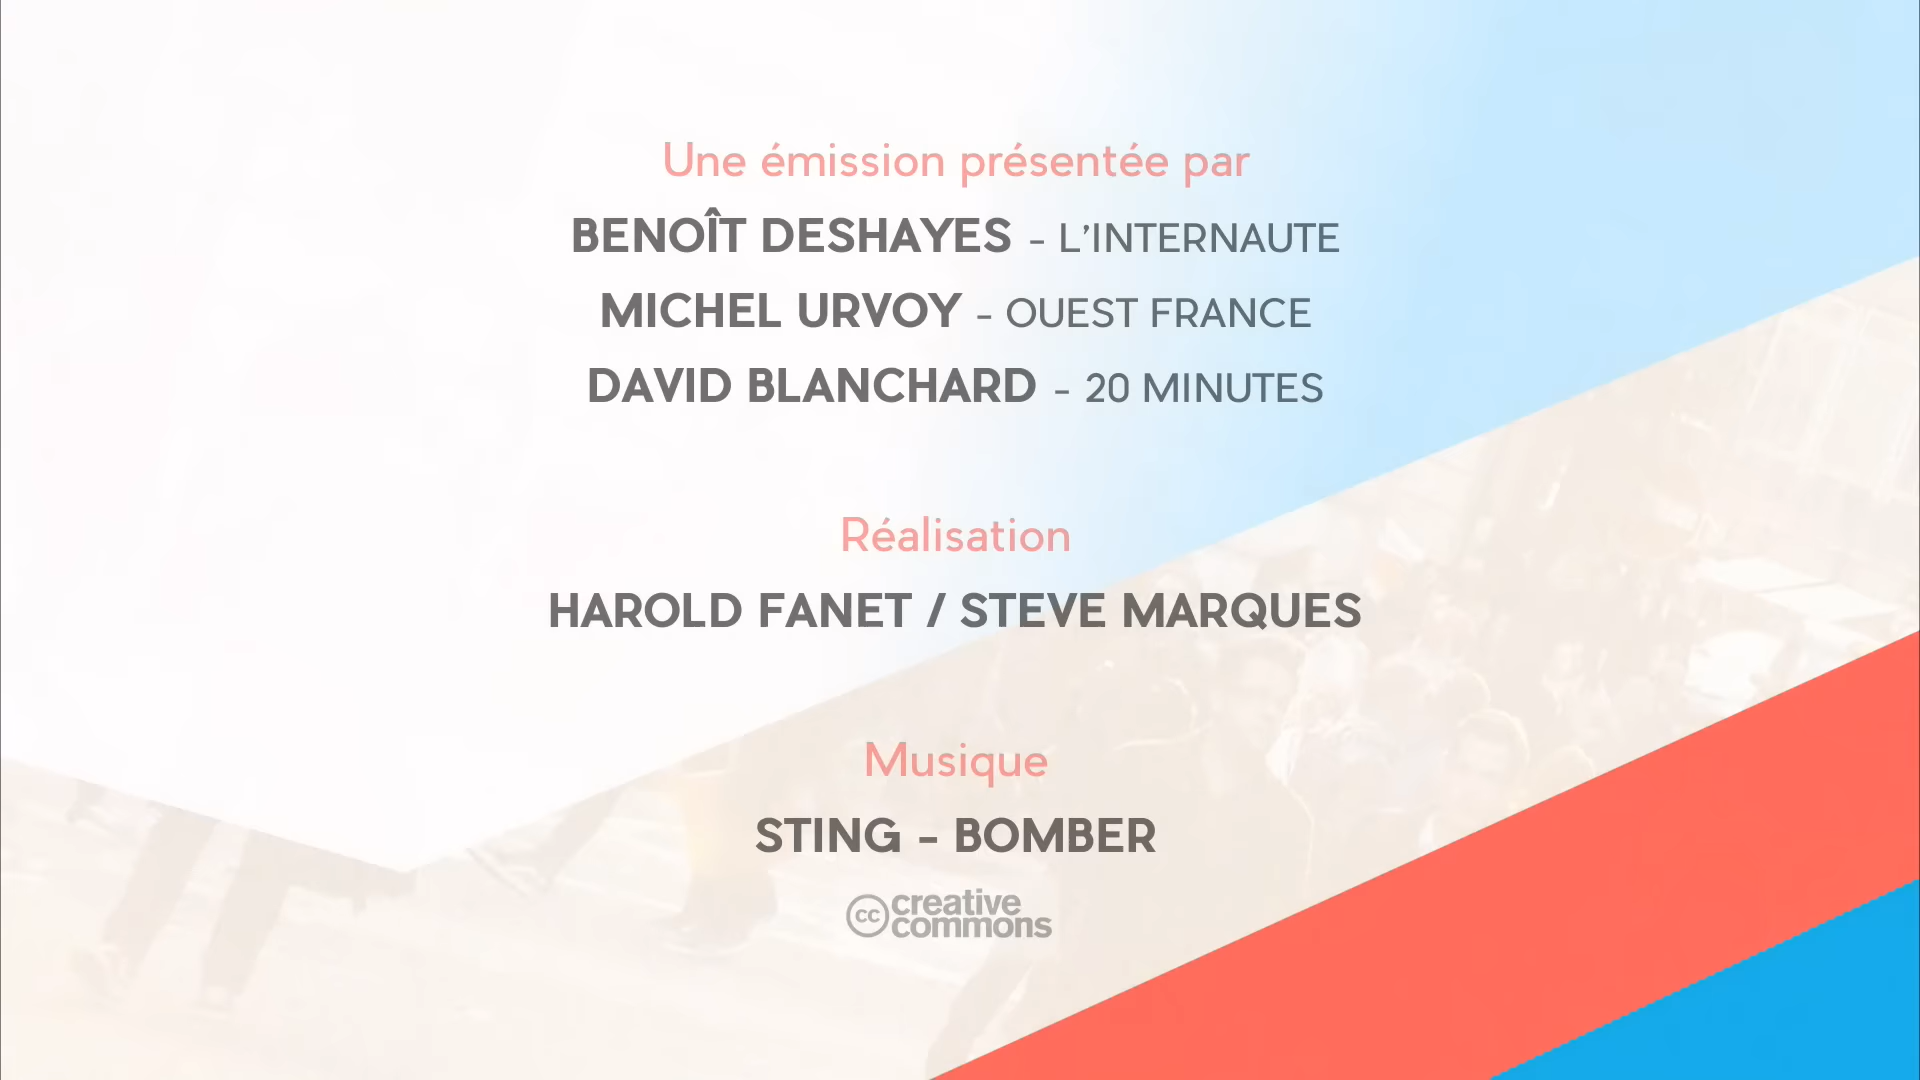 Une émission présentée par
BENOÎT DESHAYES - L'INTERNAUTE
MICHEL URVOY - OUEST FRANCE
DAVID BLANCHARD - 20 MINUTES
Réalisation
HAROLD FANET / STEVE MARQUES
Musique
STING - BOMBER
cc creative
commons